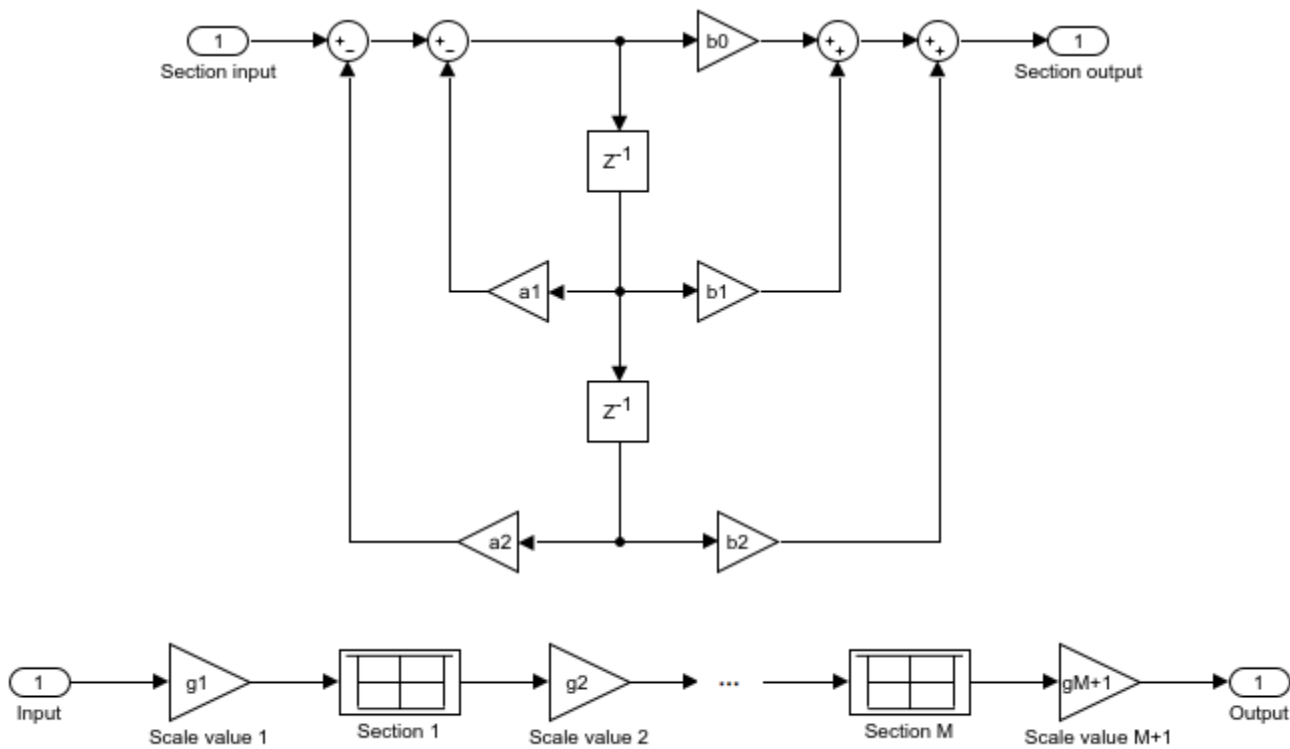 1
+
−
+
−
b0
+
+
+
+
1
Section input
Section output
Z-1
a1
b1
Z-1
a2
b2
1
g1
g2
...
gM+1
1
Input
Section 1
Section M
Output
Scale value 1
Scale value 2
Scale value M+1